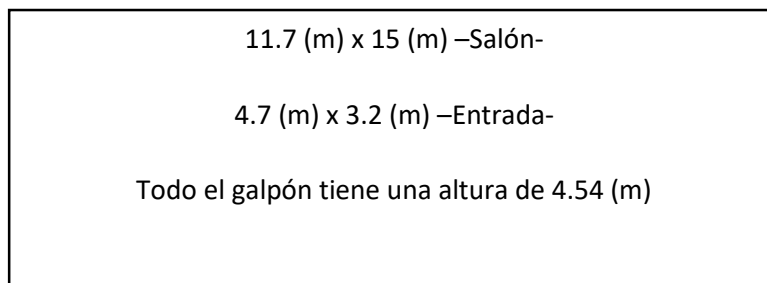 11.7 (m) x 15 (m) –Salón-
4.7 (m) x 3.2 (m) –Entrada-
Todo el galpón tiene una altura de 4.54 (m)